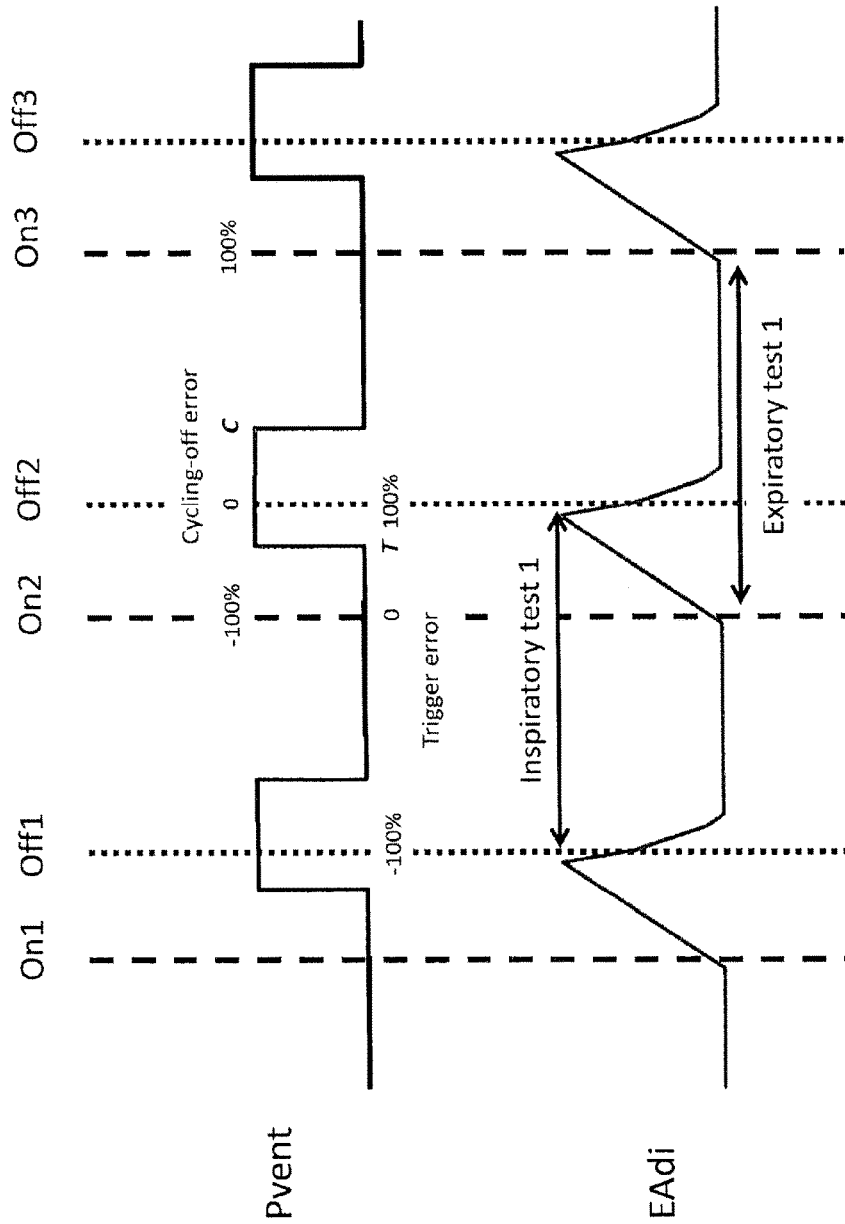 On1 Off1 On2 Off2 On3 Off3
Cycling-off error
-100% 0 C 100%
Pvent
-100% 0 T 100%
Trigger error
Inspiratory test 1
EAdi
Expiratory test 1